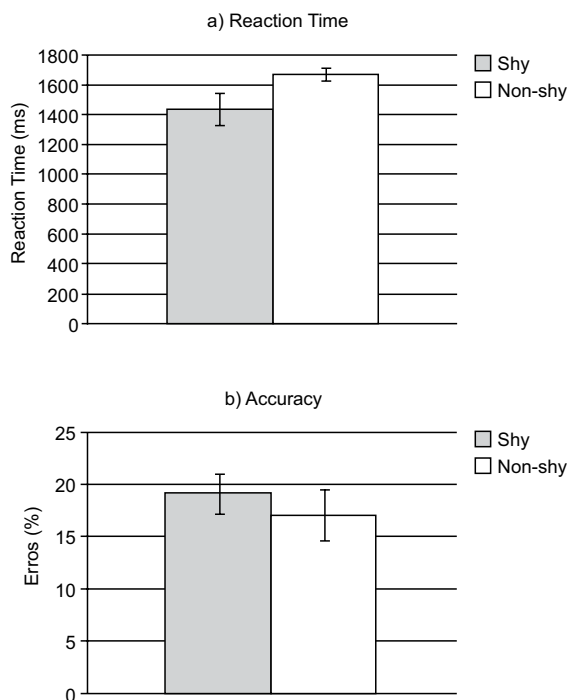 a) Reaction Time
1800
1600
1400
1200
1000
800
600
400
200
0
Reaction Time (ms)
Shy
Non-shy
b) Accuracy
25
20
15
10
5
0
Erros (%)
Shy
Non-shy